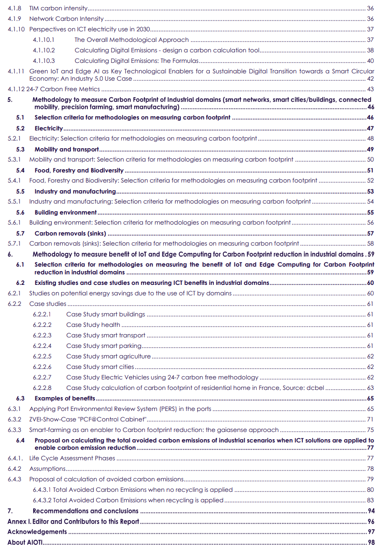 4.1.8 TIM carbon intensity 36
4.1.9 Network Carbon Intensity 36
4.1.10 Perspectives on ICT electricity use in 2030 37
4.1.10.1 The Overall Methodological Approach 37
4.1.10.2 Calculating Digital Emissions - design a carbon calculation tool 38
4.1.10.3 Calculating Digital Emissions: The Formulas 40
4.1.11 Green IoT and Edge AI as Key Technological Enablers for a Sustainable Digital Transition towards a Smart Circular
Economy: An Industry 5.0 Use Case 42
4.1.12 24-7 Carbon Free Metrics 43
5. Methodology to measure Carbon Footprint of Industrial domains (smart networks, smart cities/buildings, connected
mobility, precision farming, smart manufacturing) 46
5.1 Selection criteria for methodologies on measuring carbon footprint 46
5.2 Electricity 47
5.2.1 Electricity: Selection criteria for methodologies on measuring carbon footprint 48
5.3 Mobility and transport 49
5.3.1 Mobility and transport: Selection criteria for methodologies on measuring carbon footprint 50
5.4 Food, Forestry and Biodiversity 51
5.4.1 Food, Forestry and Biodiversity: Selection criteria for methodologies on measuring carbon footprint 52
5.5 Industry and manufacturing 53
5.5.1 Industry and manufacturing: Selection criteria for methodologies on measuring carbon footprint 54
5.6 Building environment 55
5.6.1 Building environment: Selection criteria for methodologies on measuring carbon footprint 56
5.7 Carbon removals (sinks) 57
5.7.1 Carbon removals (sinks): Selection criteria for methodologies on measuring carbon footprint 58
6. Methodology to measure benefit of IoT and Edge Computing for Carbon Footprint reduction in industrial domains . 59
6.1 Selection criteria for methodologies on measuring the benefit of IoT and Edge Computing for Carbon Footprint
reduction in industrial domains 59
6.2 Existing studies and case studies on measuring ICT benefits in industrial domains 60
6.2.1 Studies on potential energy savings due to the use of ICT by domains 60
6.2.2 Case studies 61
6.2.2.1 Case Study smart buildings 61
6.2.2.2 Case Study health 61
6.2.2.3 Case Study smart transport 61
6.2.2.4 Case Study smart parking 61
6.2.2.5 Case Study smart agriculture 62
6.2.2.6 Case Study smart cities 62
6.2.2.7 Case Study Electric Vehicles using 24-7 carbon free methodology 62
6.2.2.8 Case Study calculation of carbon footprint of residential home in France. Source: dcbel 63
6.3 Examples of benefits 65
6.3.1 Applying Port Environmental Review System (PERS) in the ports 65
6.3.2 ZVEI-Show-Case "PCF@Control Cabinet" 71
6.3.3 Smart-farming as an enabler to Carbon footprint reduction; the gaiasense approach 75
6.4 Proposal on calculating the total avoided carbon emissions of industrial scenarios when ICT solutions are applied to
enable carbon emission reduction 77
6.4.1. Life Cycle Assessment Phases 77
6.4.2 Assumptions 78
6.4.3 Proposal of calculation of avoided carbon emissions 79
6.4.3.1 Total Avoided Carbon Emissions when no recycling is applied 80
6.4.3.2 Total Avoided Carbon Emissions when recycling is applied 83
7. Recommendations and conclusions 94
Annex I. Editor and Contributors to this Report 96
Acknowledgements 97
About AIOTI 98